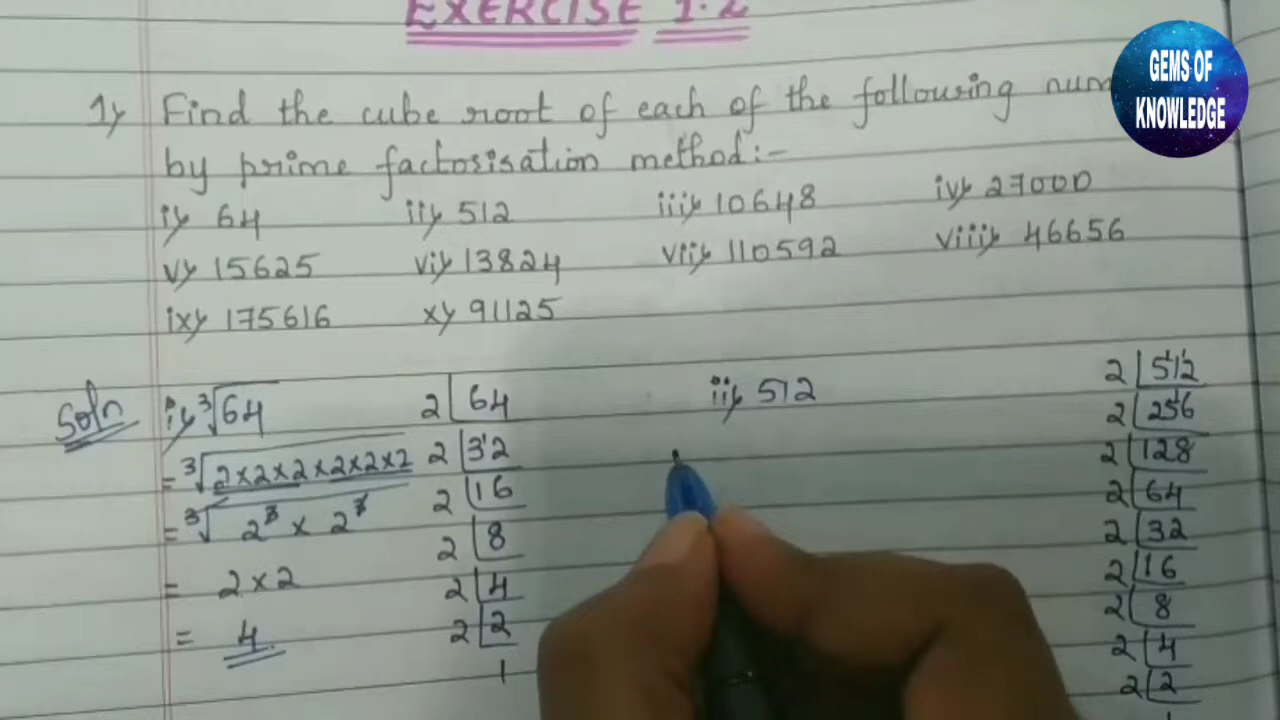 EXERCISE 1.2
GEMS OF
KNOWLEDGE
1) Find the cube root of each of the following num
by prime factorisation method:-
i) 64 ii) 512 iii) 10648 iv) 27000
v) 15625 vi) 13824 vii) 110592 viii) 46656
ix) 175616 x) 91125
Soln i) ∛64
= ∛2×2×2×2×2×2
= ∛2³ × 2³
= 2×2
= 4
2 64
2 32
2 16
2 8
2 4
2 2
1
ii) 512
2 512
2 256
2 128
2 64
2 32
2 16
2 8
2 4
2 2
1